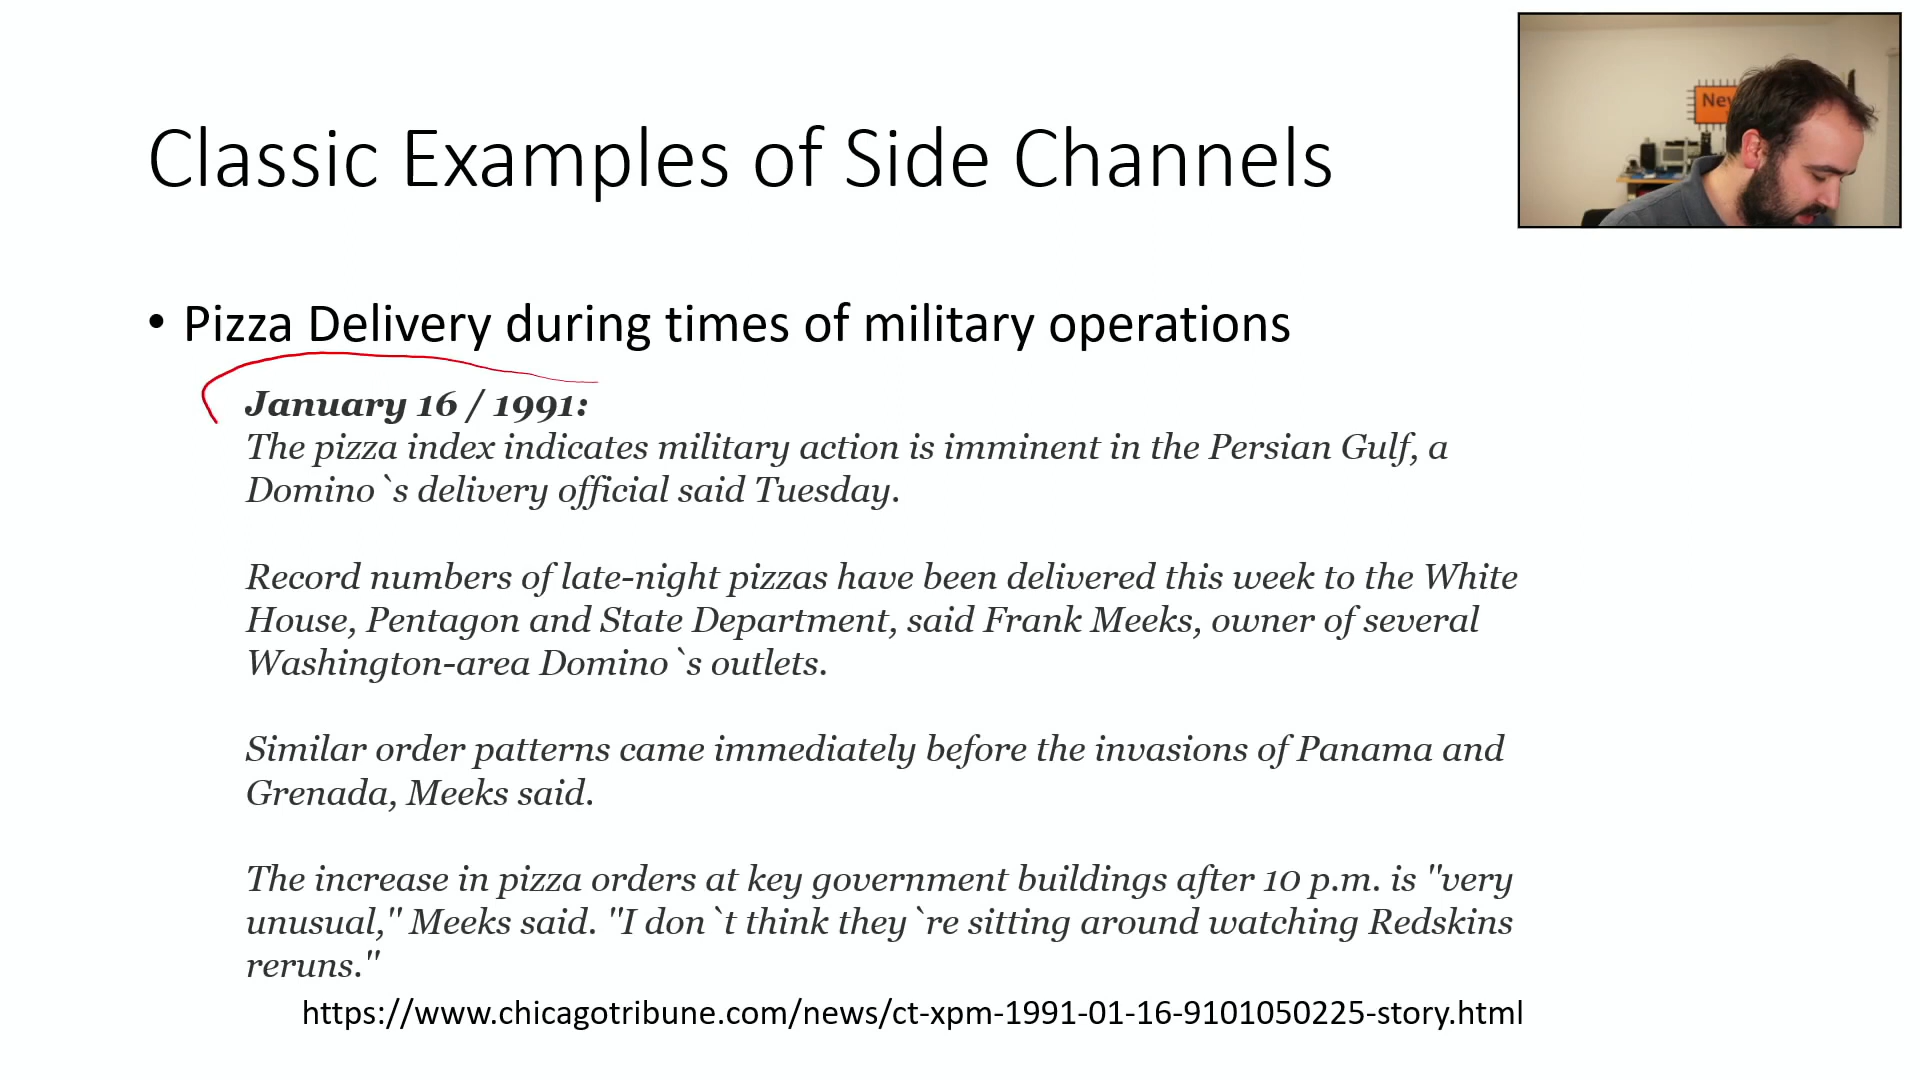 Classic Examples of Side Channels
• Pizza Delivery during times of military operations
January 16 / 1991:
The pizza index indicates military action is imminent in the Persian Gulf, a
Domino`s delivery official said Tuesday.
Record numbers of late-night pizzas have been delivered this week to the White
House, Pentagon and State Department, said Frank Meeks, owner of several
Washington-area Domino`s outlets.
Similar order patterns came immediately before the invasions of Panama and
Grenada, Meeks said.
The increase in pizza orders at key government buildings after 10 p.m. is "very
unusual," Meeks said. "I don`t think they`re sitting around watching Redskins
reruns."
https://www.chicagotribune.com/news/ct-xpm-1991-01-16-9101050225-story.html